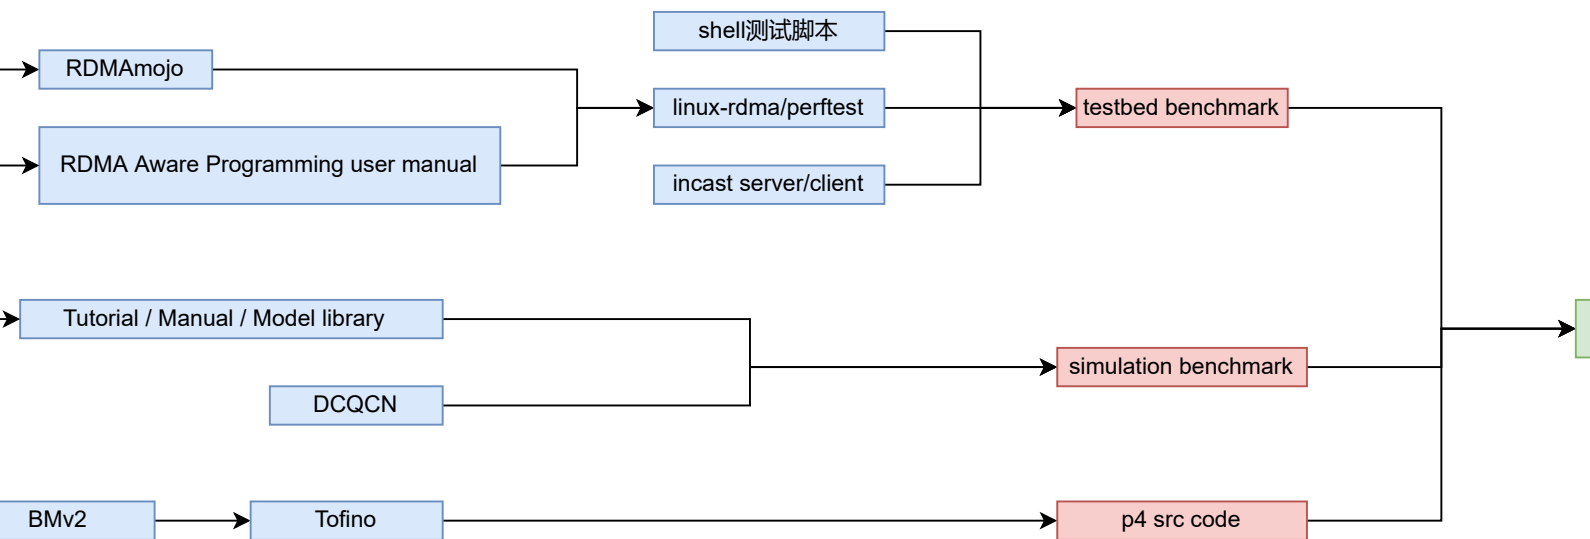 shell测试脚本
RDMAmojo
linux-rdma/perftest
testbed benchmark
RDMA Aware Programming user manual
incast server/client
Tutorial / Manual / Model library
simulation benchmark
DCQCN
BMv2
Tofino
p4 src code